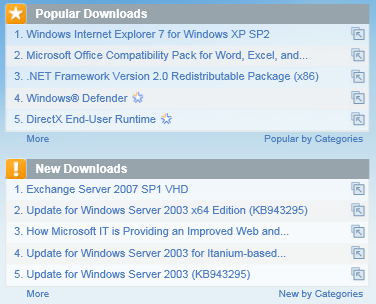 Popular Downloads
1. Windows Internet Explorer 7 for Windows XP SP2
2. Microsoft Office Compatibility Pack for Word, Excel, and...
3. .NET Framework Version 2.0 Redistributable Package (x86)
4. Windows® Defender
5. DirectX End-User Runtime
More Popular by Categories
New Downloads
1. Exchange Server 2007 SP1 VHD
2. Update for Windows Server 2003 x64 Edition (KB943295)
3. How Microsoft IT is Providing an Improved Web and...
4. Update for Windows Server 2003 for Itanium-based...
5. Update for Windows Server 2003 (KB943295)
More New by Categories